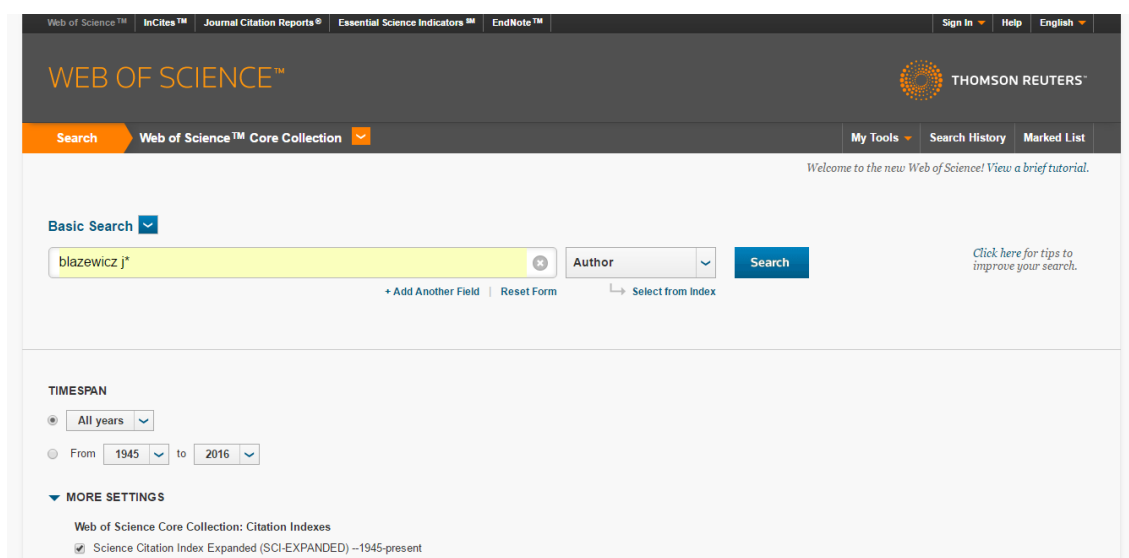 Web of Science™ InCites™ Journal Citation Reports® Essential Science Indicators℠ EndNote™ Sign In Help English
WEB OF SCIENCE™
THOMSON REUTERS™
Search Web of Science™ Core Collection My Tools Search History Marked List
Welcome to the new Web of Science! View a brief tutorial.
Basic Search
blazewicz j* Author Search
Click here for tips to
improve your search.
+ Add Another Field | Reset Form Select from Index
TIMESPAN
All years
From 1945 to 2016
MORE SETTINGS
Web of Science Core Collection: Citation Indexes
Science Citation Index Expanded (SCI-EXPANDED) --1945-present